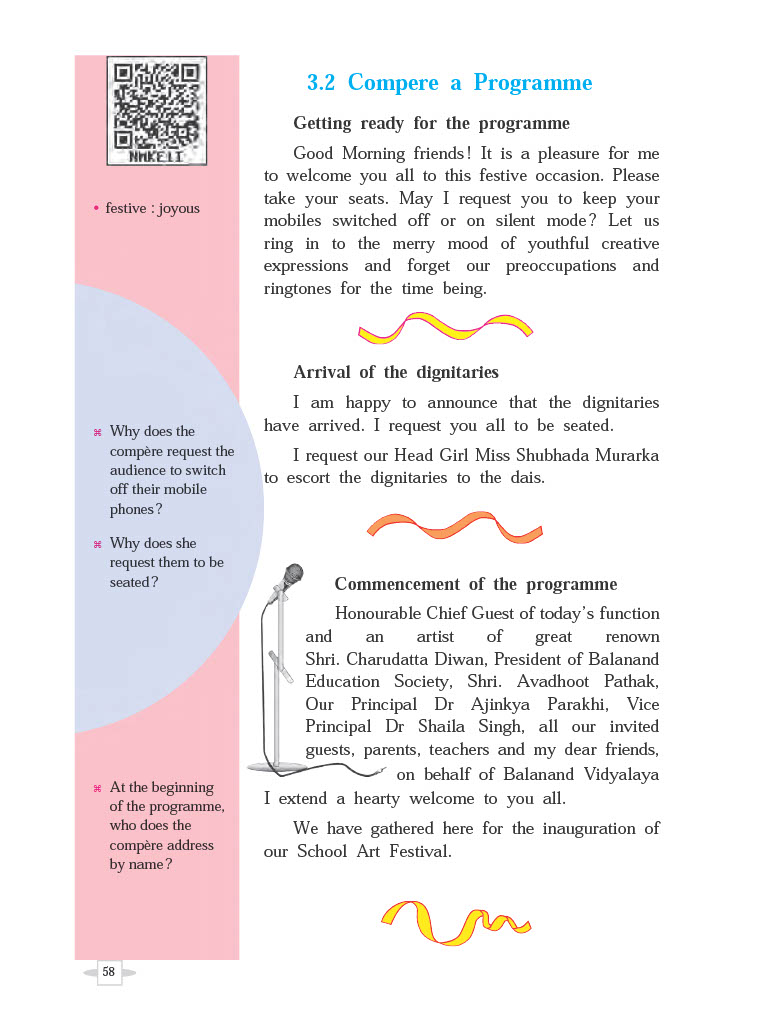 NMKELI
• festive : joyous
⌘ Why does the
compère request the
audience to switch
off their mobile
phones?
⌘ Why does she
request them to be
seated?
⌘ At the beginning
of the programme,
who does the
compère address
by name?
3.2 Compere a Programme
Getting ready for the programme
Good Morning friends! It is a pleasure for me
to welcome you all to this festive occasion. Please
take your seats. May I request you to keep your
mobiles switched off or on silent mode? Let us
ring in to the merry mood of youthful creative
expressions and forget our preoccupations and
ringtones for the time being.
Arrival of the dignitaries
I am happy to announce that the dignitaries
have arrived. I request you all to be seated.
I request our Head Girl Miss Shubhada Murarka
to escort the dignitaries to the dais.
Commencement of the programme
Honourable Chief Guest of today's function
and an artist of great renown
Shri. Charudatta Diwan, President of Balanand
Education Society, Shri. Avadhoot Pathak,
Our Principal Dr Ajinkya Parakhi, Vice
Principal Dr Shaila Singh, all our invited
guests, parents, teachers and my dear friends,
on behalf of Balanand Vidyalaya
I extend a hearty welcome to you all.
We have gathered here for the inauguration of
our School Art Festival.
58